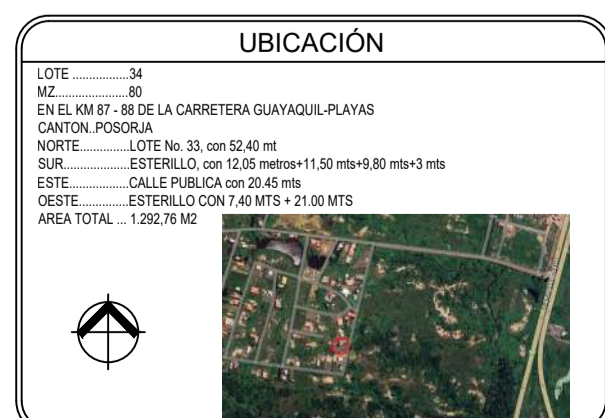 UBICACIÓN
LOTE .................34
MZ......................80
EN EL KM 87 - 88 DE LA CARRETERA GUAYAQUIL-PLAYAS
CANTON..POSORJA
NORTE...............LOTE No. 33, con 52,40 mt
SUR....................ESTERILLO, con 12,05 metros+11,50 mts+9,80 mts+3 mts
ESTE..................CALLE PUBLICA con 20.45 mts
OESTE...............ESTERILLO CON 7,40 MTS + 21.00 MTS
AREA TOTAL ... 1.292,76 M2